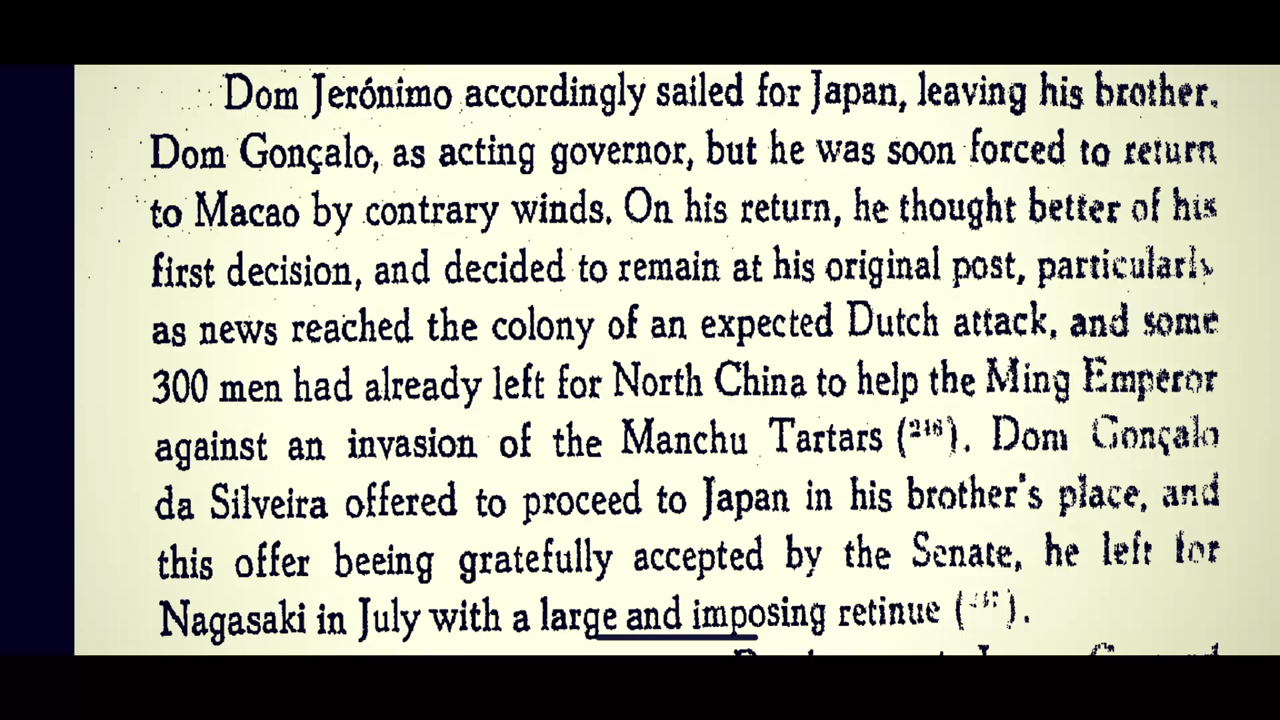 Dom Jerónimo accordingly sailed for Japan, leaving his brother.
Dom Gonçalo, as acting governor, but he was soon forced to return
to Macao by contrary winds. On his return, he thought better of his
first decision, and decided to remain at his original post, particularly
as news reached the colony of an expected Dutch attack, and some
300 men had already left for North China to help the Ming Emperor
against an invasion of the Manchu Tartars (²¹⁶). Dom Gonçalo
da Silveira offered to proceed to Japan in his brother's place, and
this offer beeing gratefully accepted by the Senate, he left for
Nagasaki in July with a large and imposing retinue